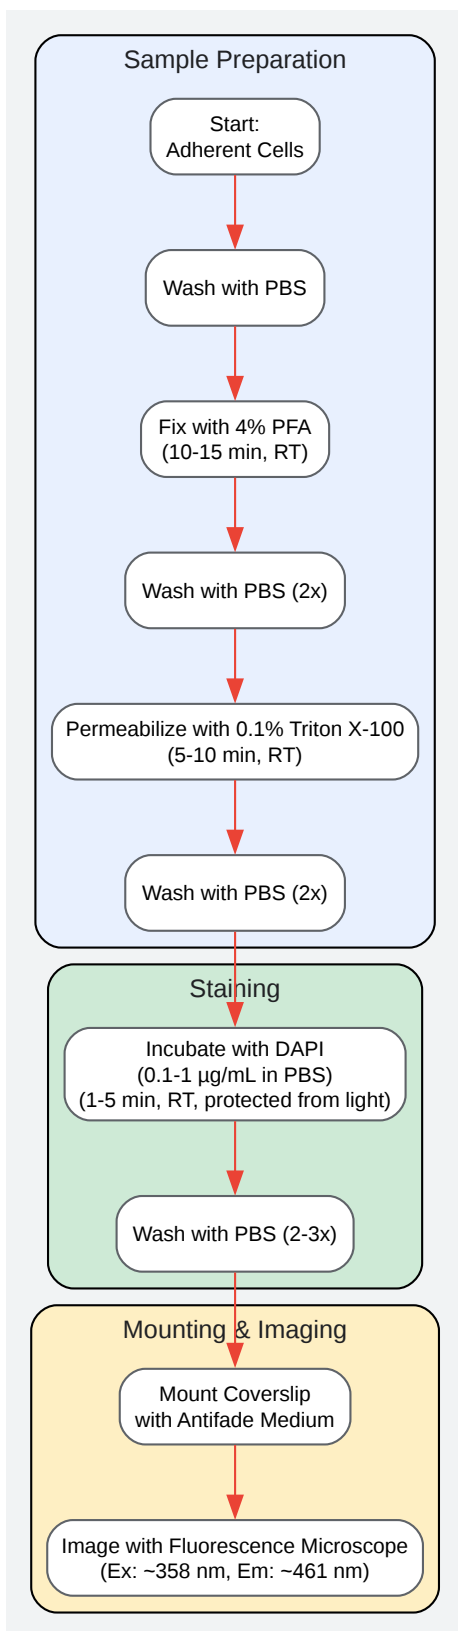 Sample Preparation
Start:
Adherent Cells
Wash with PBS
Fix with 4% PFA
(10-15 min, RT)
Wash with PBS (2x)
Permeabilize with 0.1% Triton X-100
(5-10 min, RT)
Wash with PBS (2x)
Staining
Incubate with DAPI
(0.1-1 µg/mL in PBS)
(1-5 min, RT, protected from light)
Wash with PBS (2-3x)
Mounting & Imaging
Mount Coverslip
with Antifade Medium
Image with Fluorescence Microscope
(Ex: ~358 nm, Em: ~461 nm)